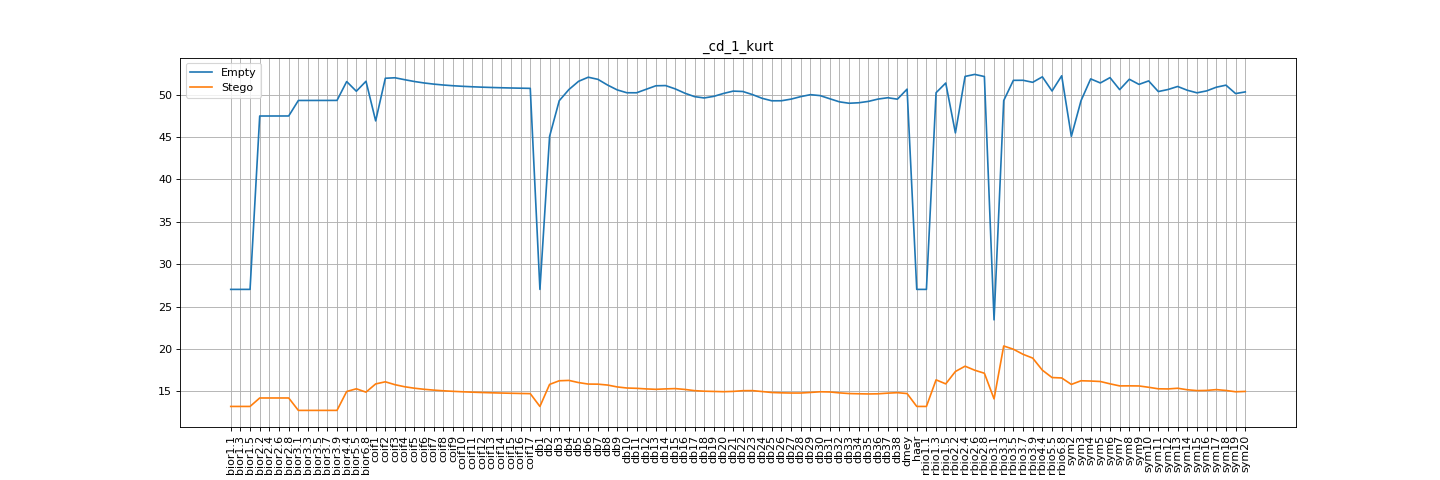 _cd_1_kurt
Empty
Stego
50
45
40
35
30
25
20
15
bior1.1
bior1.3
bior1.5
bior2.2
bior2.4
bior2.6
bior2.8
bior3.1
bior3.3
bior3.5
bior3.7
bior3.9
bior4.4
bior5.5
bior6.8
coif1
coif2
coif3
coif4
coif5
coif6
coif7
coif8
coif9
coif10
coif11
coif12
coif13
coif14
coif15
coif16
coif17
db1
db2
db3
db4
db5
db6
db7
db8
db9
db10
db11
db12
db13
db14
db15
db16
db17
db18
db19
db20
db21
db22
db23
db24
db25
db26
db27
db28
db29
db30
db31
db32
db33
db34
db35
db36
db37
db38
dmey
haar
rbio1.1
rbio1.3
rbio1.5
rbio2.2
rbio2.4
rbio2.6
rbio2.8
rbio3.1
rbio3.3
rbio3.5
rbio3.7
rbio3.9
rbio4.4
rbio5.5
rbio6.8
sym2
sym3
sym4
sym5
sym6
sym7
sym8
sym9
sym10
sym11
sym12
sym13
sym14
sym15
sym16
sym17
sym18
sym19
sym20